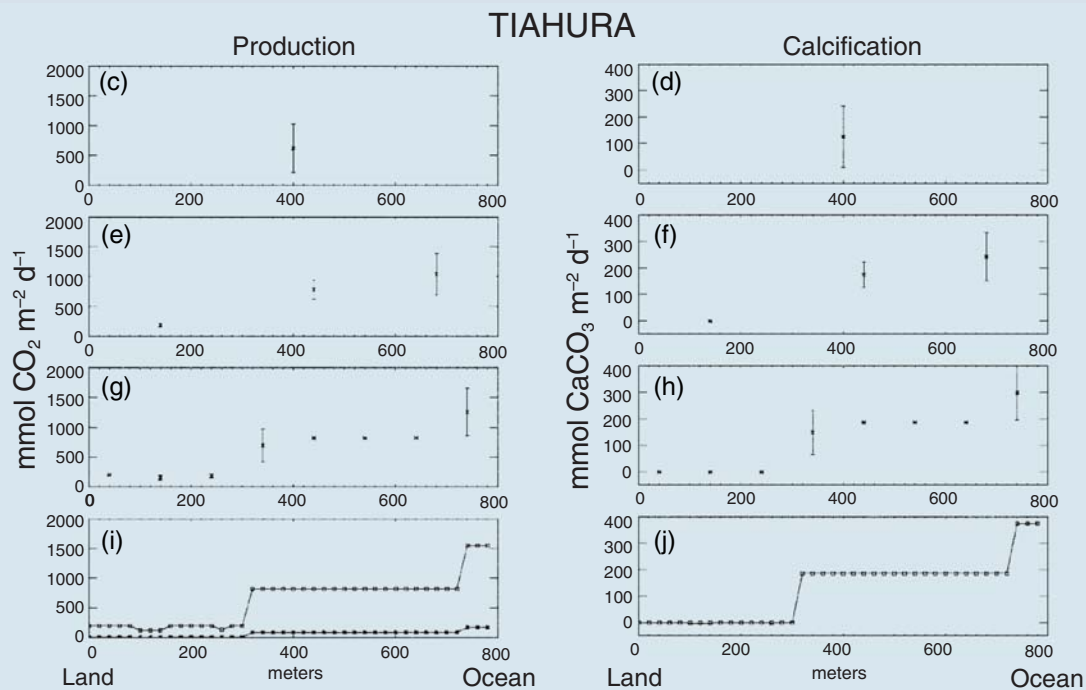 TIAHURA
Production
Calcification
mmol CO2 m−2 d−1
mmol CaCO3 m−2 d−1
(c)
2000
1500
1000
500
0
0 200 400 600 800
(d)
400
300
200
100
0
0 200 400 600 800
(e)
2000
1500
1000
500
0
0 200 400 600 800
(f)
400
300
200
100
0
0 200 400 600 800
(g)
2000
1500
1000
500
0
0 200 400 600 800
(h)
400
300
200
100
0
0 200 400 600 800
(i)
2000
1500
1000
500
0
0 200 400 600 800
meters
Land Ocean
(j)
400
300
200
100
0
0 200 400 600 800
meters
Land Ocean